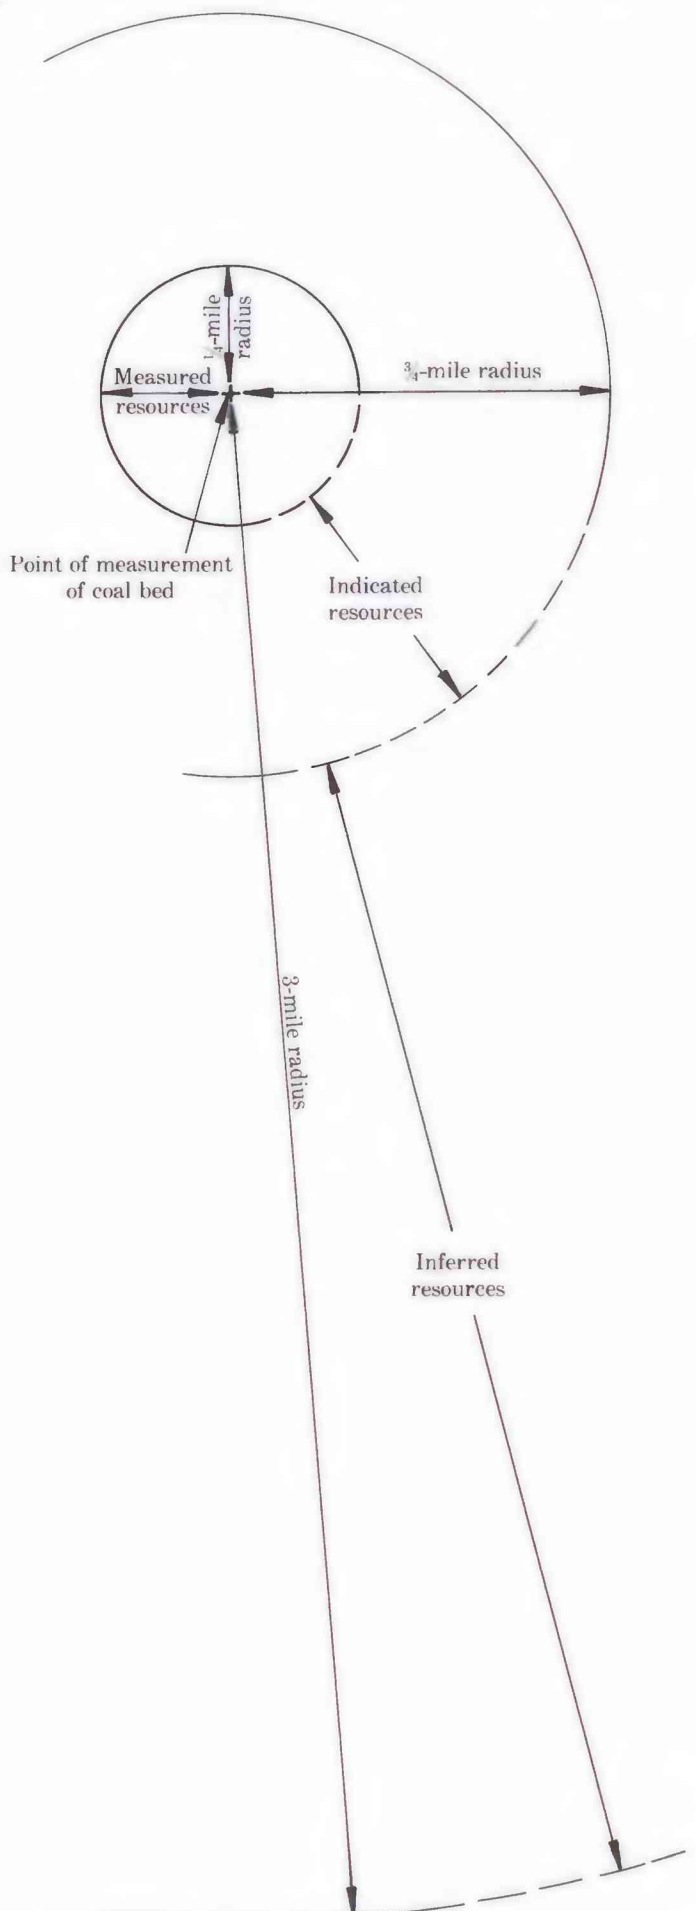 ¼-mile
radius
Measured
resources
¾-mile radius
Point of measurement
of coal bed
Indicated
resources
3-mile radius
Inferred
resources